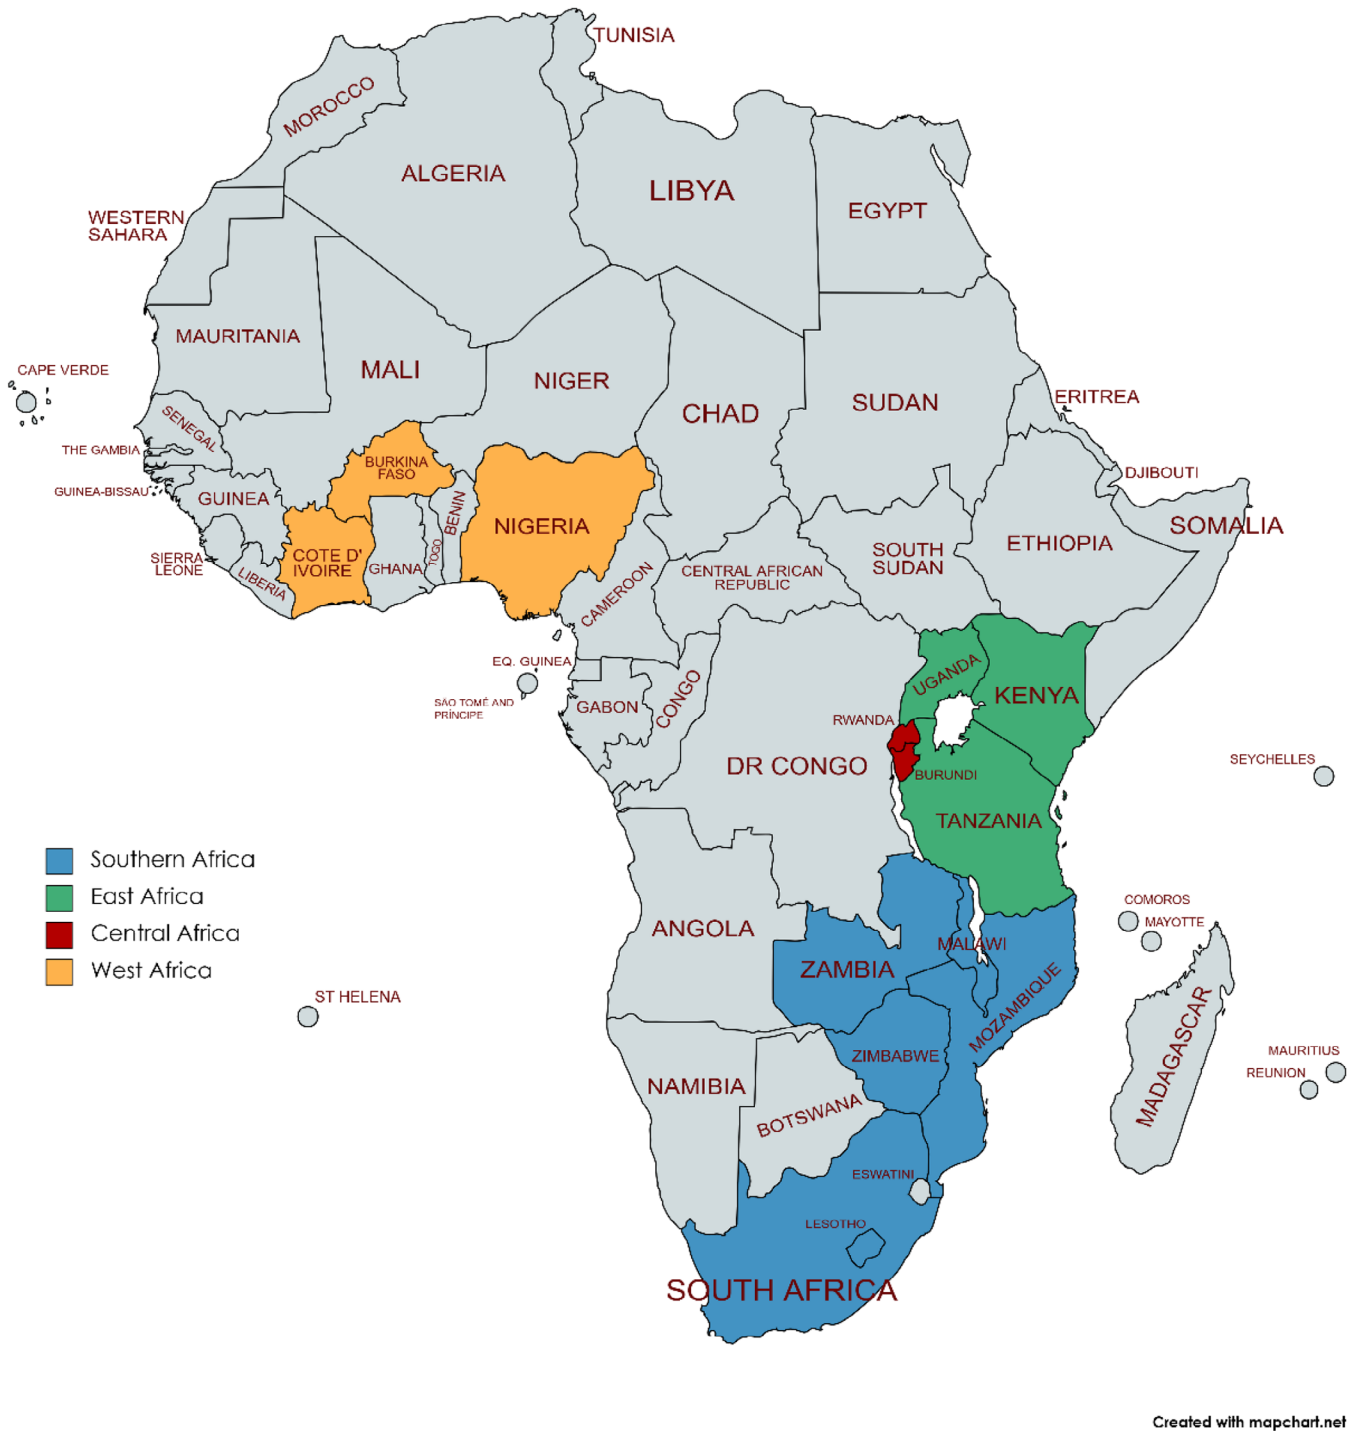 TUNISIA
MOROCCO
ALGERIA
LIBYA
EGYPT
WESTERN
SAHARA
MAURITANIA
MALI
NIGER
CHAD
SUDAN
ERITREA
CAPE VERDE
SENEGAL
THE GAMBIA
GUINEA-BISSAU
GUINEA
BURKINA
FASO
BENIN
NIGERIA
DJIBOUTI
SOMALIA
SIERRA
LEONE
LIBERIA
COTE D'
IVOIRE
GHANA
TOGO
CAMEROON
CENTRAL AFRICAN
REPUBLIC
SOUTH
SUDAN
ETHIOPIA
EQ. GUINEA
SÃO TOMÉ AND
PRÍNCIPE
GABON
CONGO
UGANDA
KENYA
RWANDA
DR CONGO
BURUNDI
TANZANIA
SEYCHELLES
Southern Africa
East Africa
Central Africa
West Africa
ANGOLA
ZAMBIA
MALAWI
MOZAMBIQUE
COMOROS
MAYOTTE
ST HELENA
MADAGASCAR
MAURITIUS
REUNION
NAMIBIA
ZIMBABWE
BOTSWANA
ESWATINI
LESOTHO
SOUTH AFRICA
Created with mapchart.net